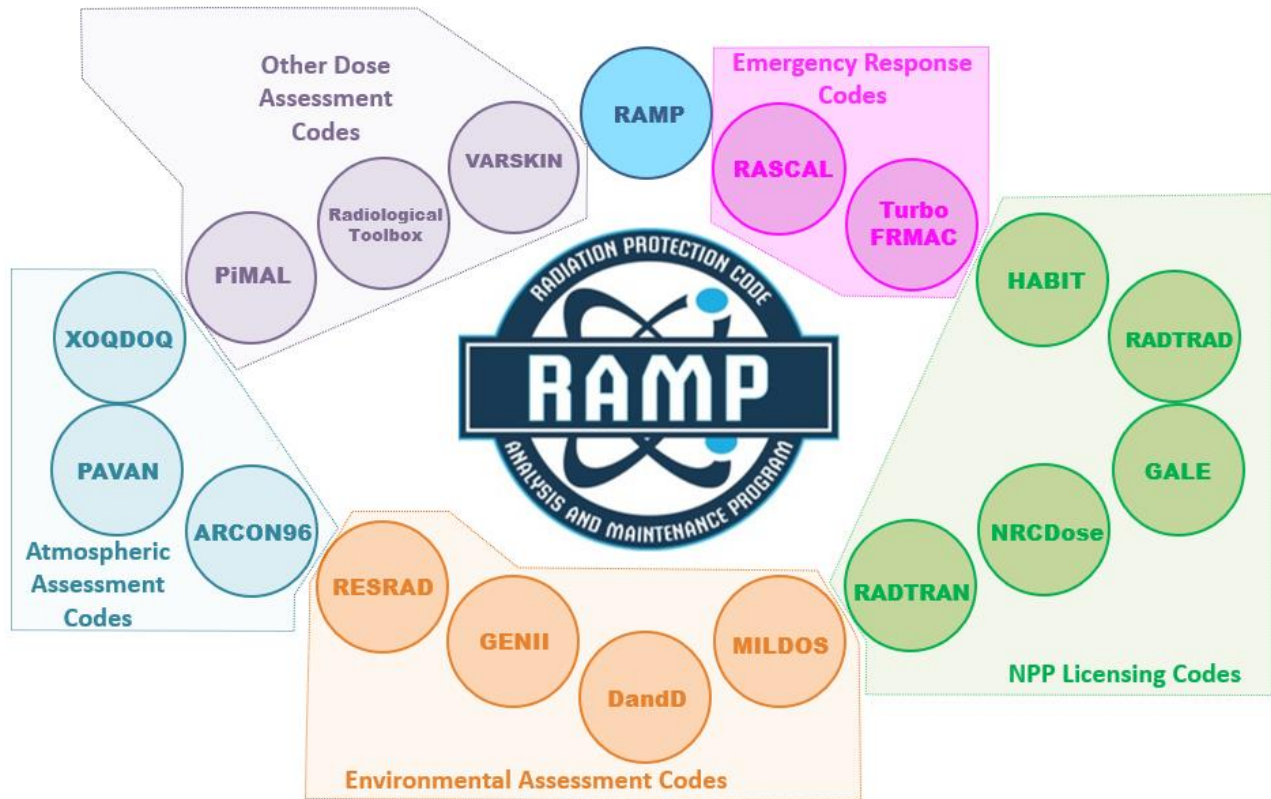 Other Dose
Assessment
Codes
VARSKIN
Radiological
Toolbox
PiMAL
RAMP
Emergency Response
Codes
RASCAL
Turbo
FRMAC
HABIT
RADTRAD
GALE
NRCDose
RADTRAN
NPP Licensing Codes
XOQDOQ
PAVAN
ARCON96
Atmospheric
Assessment
Codes
RESRAD
GENII
DandD
MILDOS
Environmental Assessment Codes
RADIATION PROTECTION CODE
RAMP
ANALYSIS AND MAINTENANCE PROGRAM